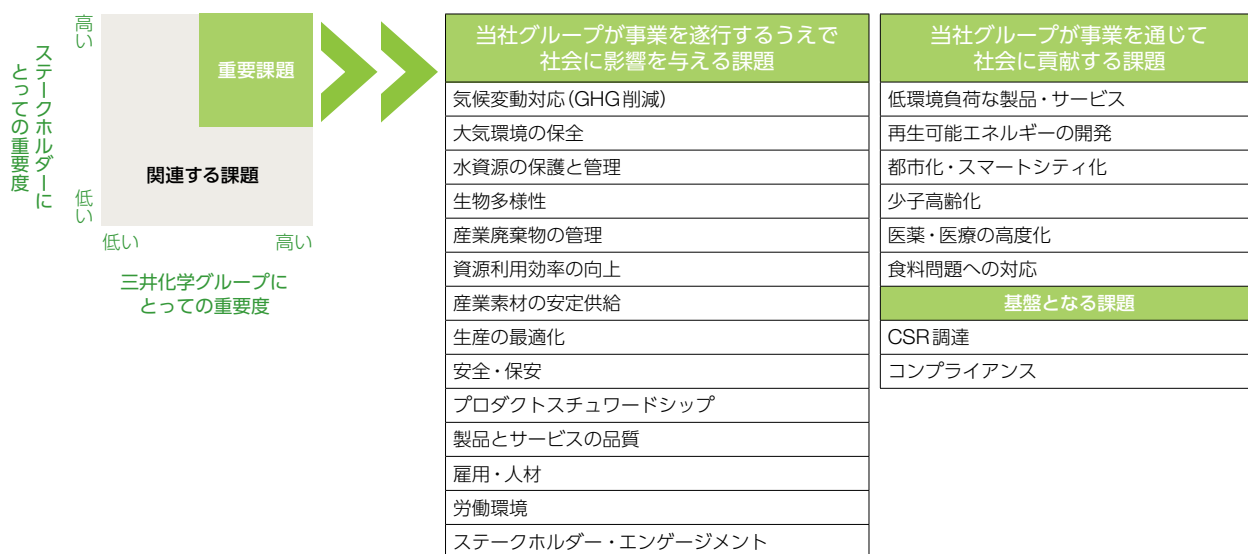 ステークホルダーに
とっての重要度
高い
低い
重要課題
関連する課題
低い
高い
三井化学グループに
とっての重要度
当社グループが事業を遂行するうえで
社会に影響を与える課題
気候変動対応(GHG削減)
大気環境の保全
水資源の保護と管理
生物多様性
産業廃棄物の管理
資源利用効率の向上
産業素材の安定供給
生産の最適化
安全・保安
プロダクトスチュワードシップ
製品とサービスの品質
雇用・人材
労働環境
ステークホルダー・エンゲージメント
当社グループが事業を通じて
社会に貢献する課題
低環境負荷な製品・サービス
再生可能エネルギーの開発
都市化・スマートシティ化
少子高齢化
医薬・医療の高度化
食料問題への対応
基盤となる課題
CSR調達
コンプライアンス